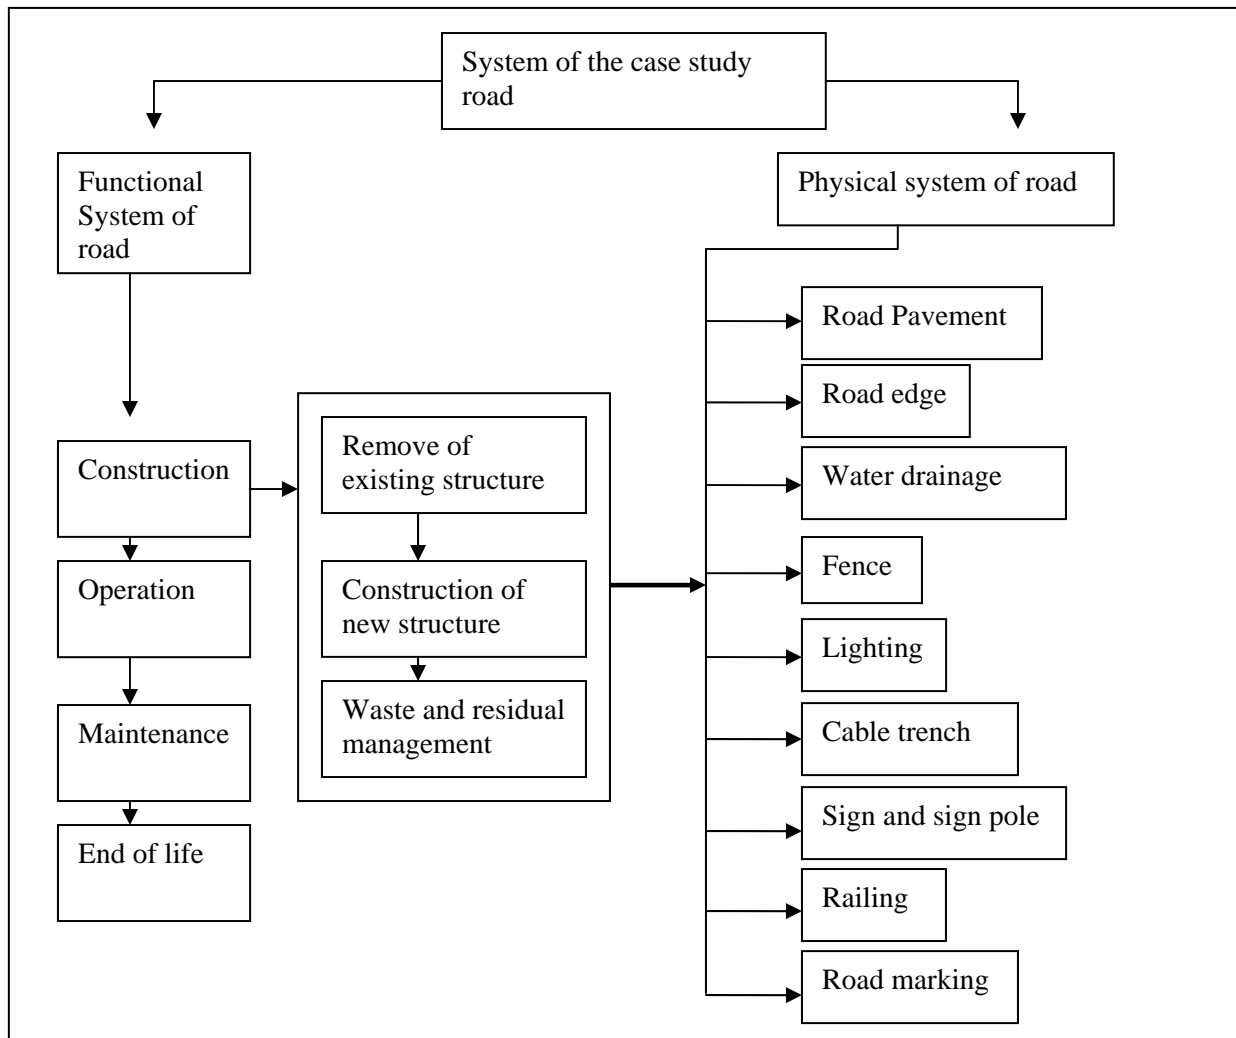 System of the case study
road
Functional
System of
road
Physical system of road
Construction
Operation
Maintenance
End of life
Remove of
existing structure
Construction of
new structure
Waste and residual
management
Road Pavement
Road edge
Water drainage
Fence
Lighting
Cable trench
Sign and sign pole
Railing
Road marking